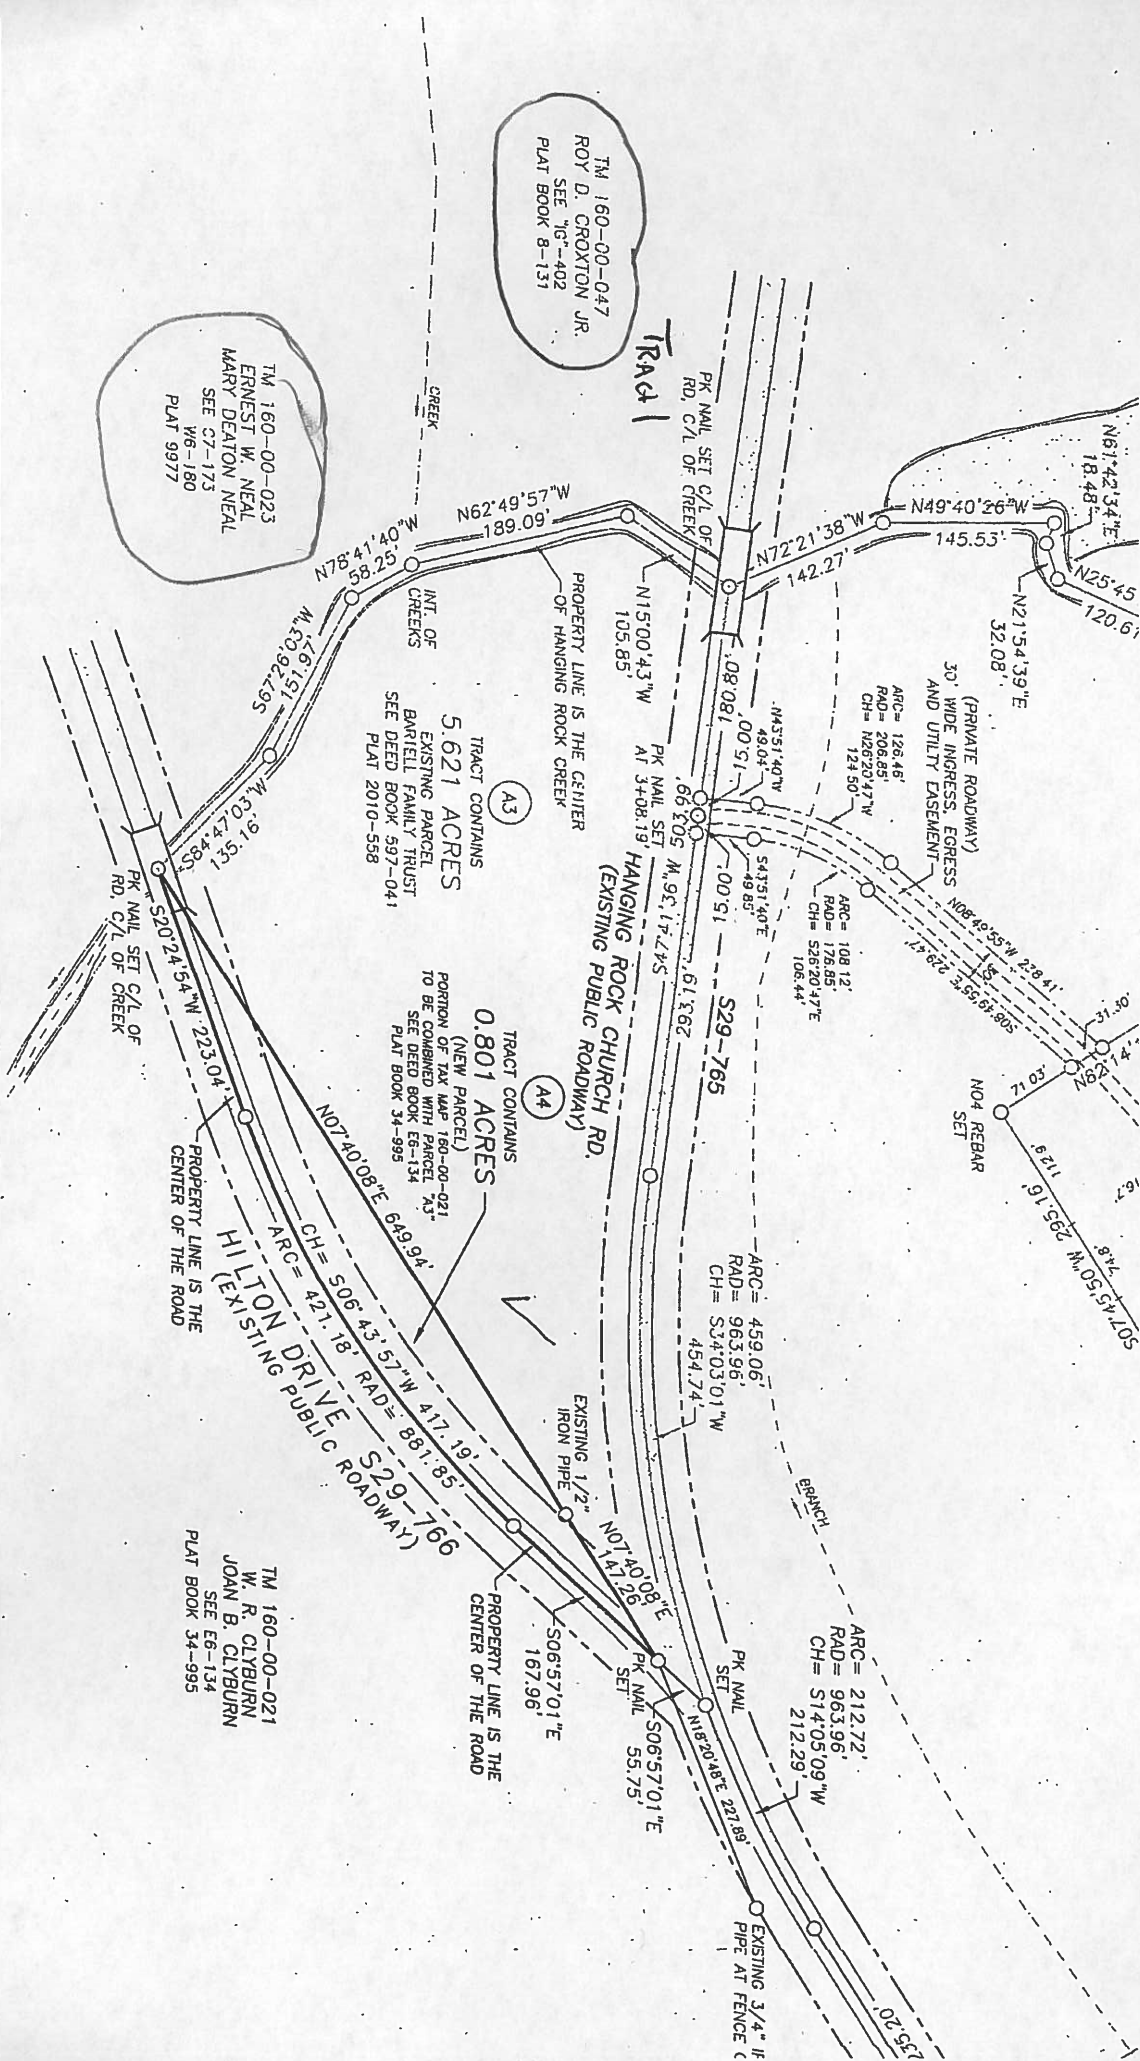 TM 160-00-047
ROY D. CROXTON JR.
SEE "IG"-402
PLAT BOOK 8-131
TRACT 1
TM 160-00-023
ERNEST W. NEAL
MARY DEATON NEAL
SEE C7-173
W6-180
PLAT 9977
CREEK
PK NAIL SET C/L OF
RD, C/L OF CREEK
N61°42'34"E
18.48'
N49°40'26"W
145.53'
N25°45
120.61
N21°54'39"E
32.08'
N72°21'38"W
142.27'
N62°49'57"W
189.09'
N78°41'40"W
58.25'
INT. OF
CREEKS
N15°00'43"W
105.85'
PROPERTY LINE IS THE CENTER
OF HANGING ROCK CREEK
S67°26'03"W
151.97'
S84°47'03"W
135.16'
PK NAIL SET C/L OF
RD, C/L OF CREEK
(PRIVATE ROADWAY)
30' WIDE INGRESS, EGRESS
AND UTILITY EASEMENT
ARC= 126.46'
RAD= 206.85'
CH= N26°20'47"W
124.50'
N43°51'40"W
49.04'
180.80'
15.00'
15.00'
PK NAIL SET
AT 3+08.19'
S43°51'40"E
49.85'
ARC= 108.12'
RAD= 176.85'
CH= S26°20'47"E
106.44'
N08°49'55"W 228.41'
S08°49'55"E 229.47'
31.30'
71.03'
N04 REBAR
SET
112.9'
S07°45'50"W 295.16'
74.8'
6.7'
503.99'
S47°41'36"W
293.19'
S29-765
HANGING ROCK CHURCH RD.
(EXISTING PUBLIC ROADWAY)
A3
TRACT CONTAINS
5.621 ACRES
EXISTING PARCEL
BARTELL FAMILY TRUST
SEE DEED BOOK 597-041
PLAT 2010-558
A4
TRACT CONTAINS
0.801 ACRES
(NEW PARCEL)
PORTION OF TAX MAP 160-00-021
TO BE COMBINED WITH PARCEL "A3"
SEE DEED BOOK E6-134
PLAT BOOK 34-995
S20°24'54"W 223.04'
N07°40'08"E 649.94'
PROPERTY LINE IS THE
CENTER OF THE ROAD
CH= S06°43'57"W 417.19'
ARC= 421.18' RAD= 881.85'
HILTON DRIVE S29-766
(EXISTING PUBLIC ROADWAY)
ARC= 459.06'
RAD= 963.96'
CH= S34°03'01"W
454.74'
BRANCH
EXISTING 1/2"
IRON PIPE
N07°40'08"E
147.26'
PROPERTY LINE IS THE
CENTER OF THE ROAD
S06°57'01"E
167.96'
PK NAIL
SET
PK NAIL
SET
S06°57'01"E
55.75'
N18°20'48"E 227.89'
ARC= 212.72'
RAD= 963.96'
CH= S14°05'09"W
212.29'
TM 160-00-021
W. R. CLYBURN
JOAN B. CLYBURN
SEE E6-134
PLAT BOOK 34-995
EXISTING 3/4"
PIPE AT FENCE
235.20'